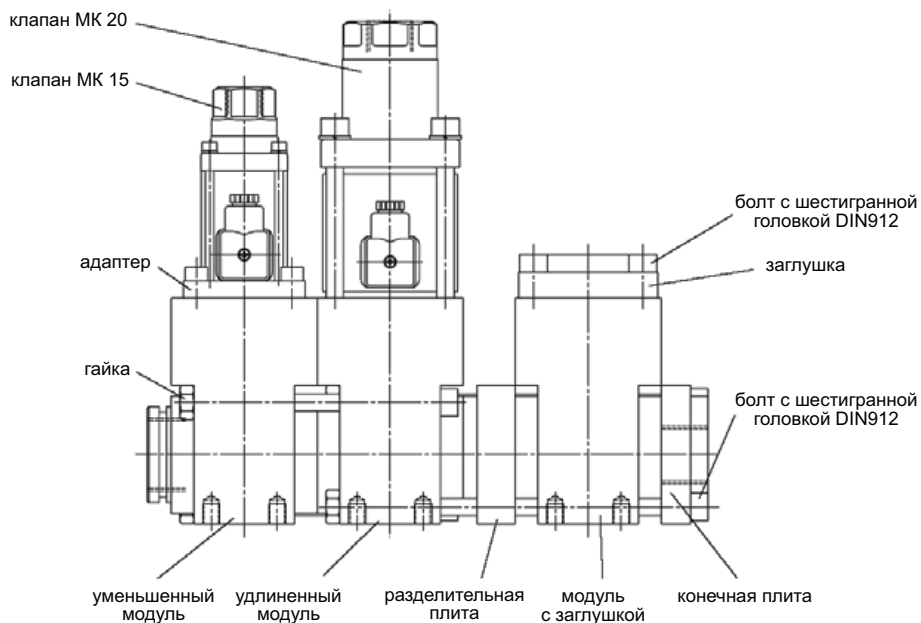 клапан МК 20
клапан МК 15
болт с шестигранной
головкой DIN912
адаптер
заглушка
гайка
болт с шестигранной
головкой DIN912
уменьшенный
модуль
удлиненный
модуль
разделительная
плита
модуль
с заглушкой
конечная плита